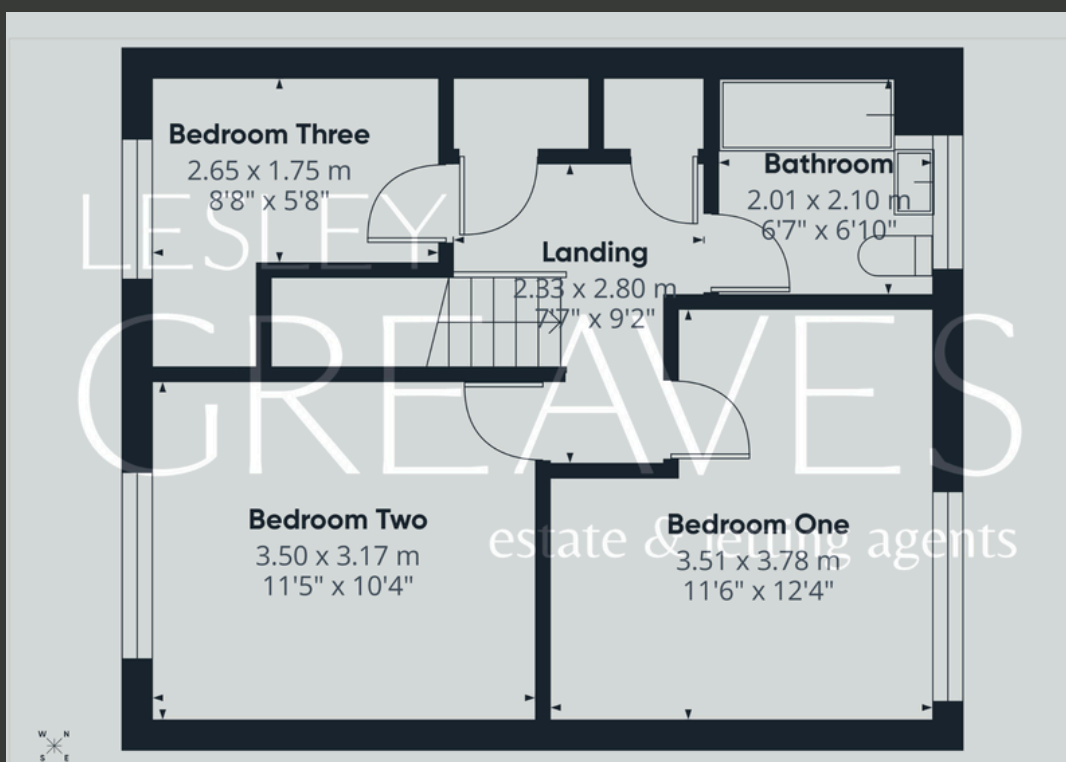 Bedroom Three
2.65 x 1.75 m
8'8" x 5'8"
Bathroom
2.01 x 2.10 m
6'7" x 6'10"
LESLEY
Landing
2.33 x 2.80 m
7'7" x 9'2"
GREAVES
Bedroom Two
3.50 x 3.17 m
11'5" x 10'4"
Bedroom One
3.51 x 3.78 m
11'6" x 12'4"
estate & letting agents
W N
S E